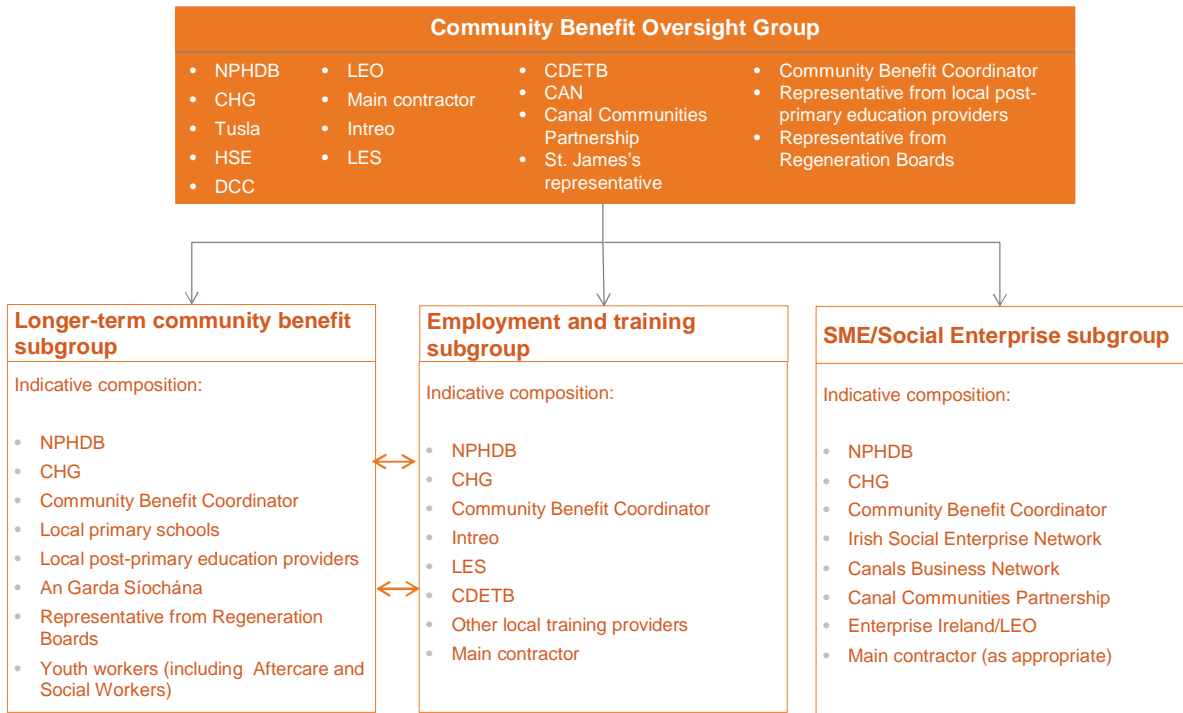 Community Benefit Oversight Group
• NPHDB
• CHG
• Tusla
• HSE
• DCC
• LEO
• Main contractor
• Intreo
• LES
• CDETB
• CAN
• Canal Communities
Partnership
• St. James's
representative
• Community Benefit Coordinator
• Representative from local post-
primary education providers
• Representative from
Regeneration Boards
Longer-term community benefit
subgroup
Indicative composition:
• NPHDB
• CHG
• Community Benefit Coordinator
• Local primary schools
• Local post-primary education providers
• An Garda Síochána
• Representative from Regeneration
Boards
• Youth workers (including Aftercare and
Social Workers)
Employment and training
subgroup
Indicative composition:
• NPHDB
• CHG
• Community Benefit Coordinator
• Intreo
• LES
• CDETB
• Other local training providers
• Main contractor
SME/Social Enterprise subgroup
Indicative composition:
• NPHDB
• CHG
• Community Benefit Coordinator
• Irish Social Enterprise Network
• Canals Business Network
• Canal Communities Partnership
• Enterprise Ireland/LEO
• Main contractor (as appropriate)